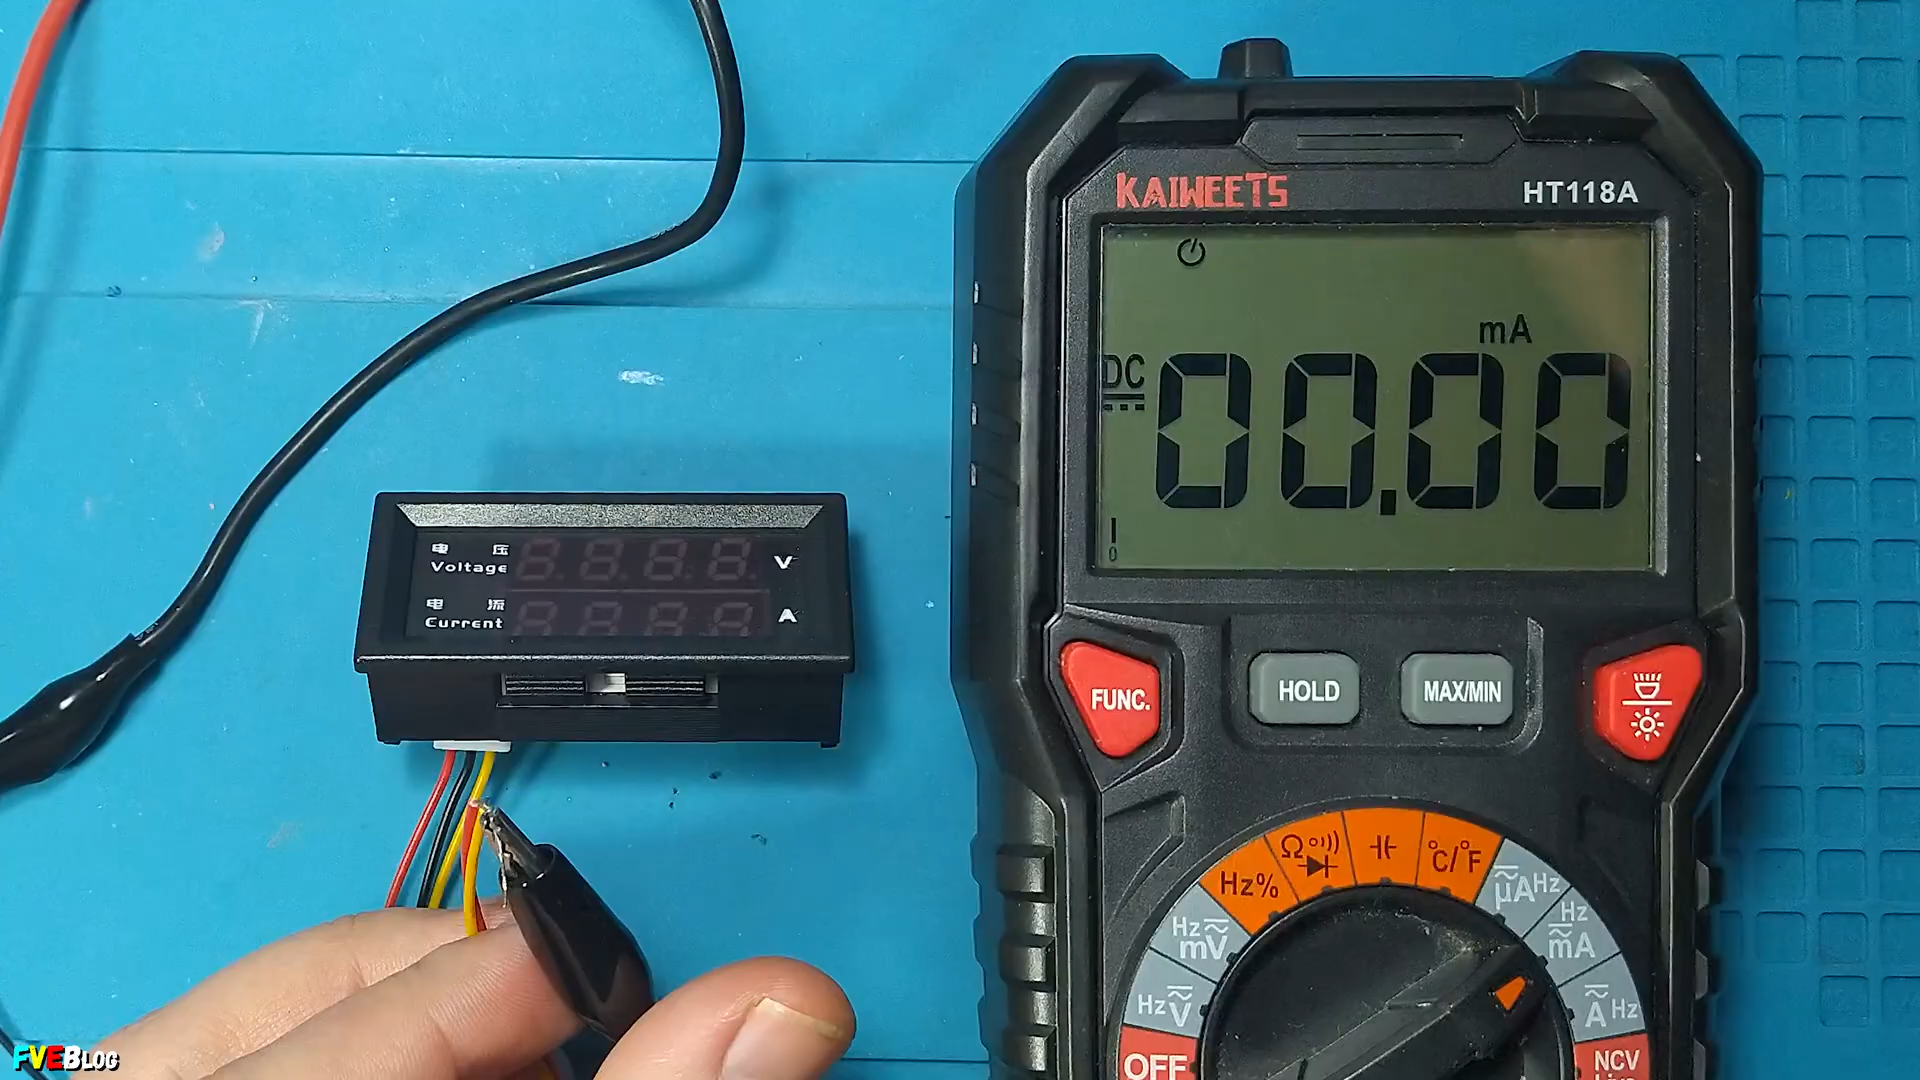 KAIWEETS
HT118A
mA
DC
00.00
0
电 压
Voltage
V
电 流
Current
A
FUNC.
HOLD
MAX/MIN
Hz%
Ω
°C/°F
µA Hz
Hz mA
Hz mV
Hz V
A Hz
OFF
NCV
FVEBLOG